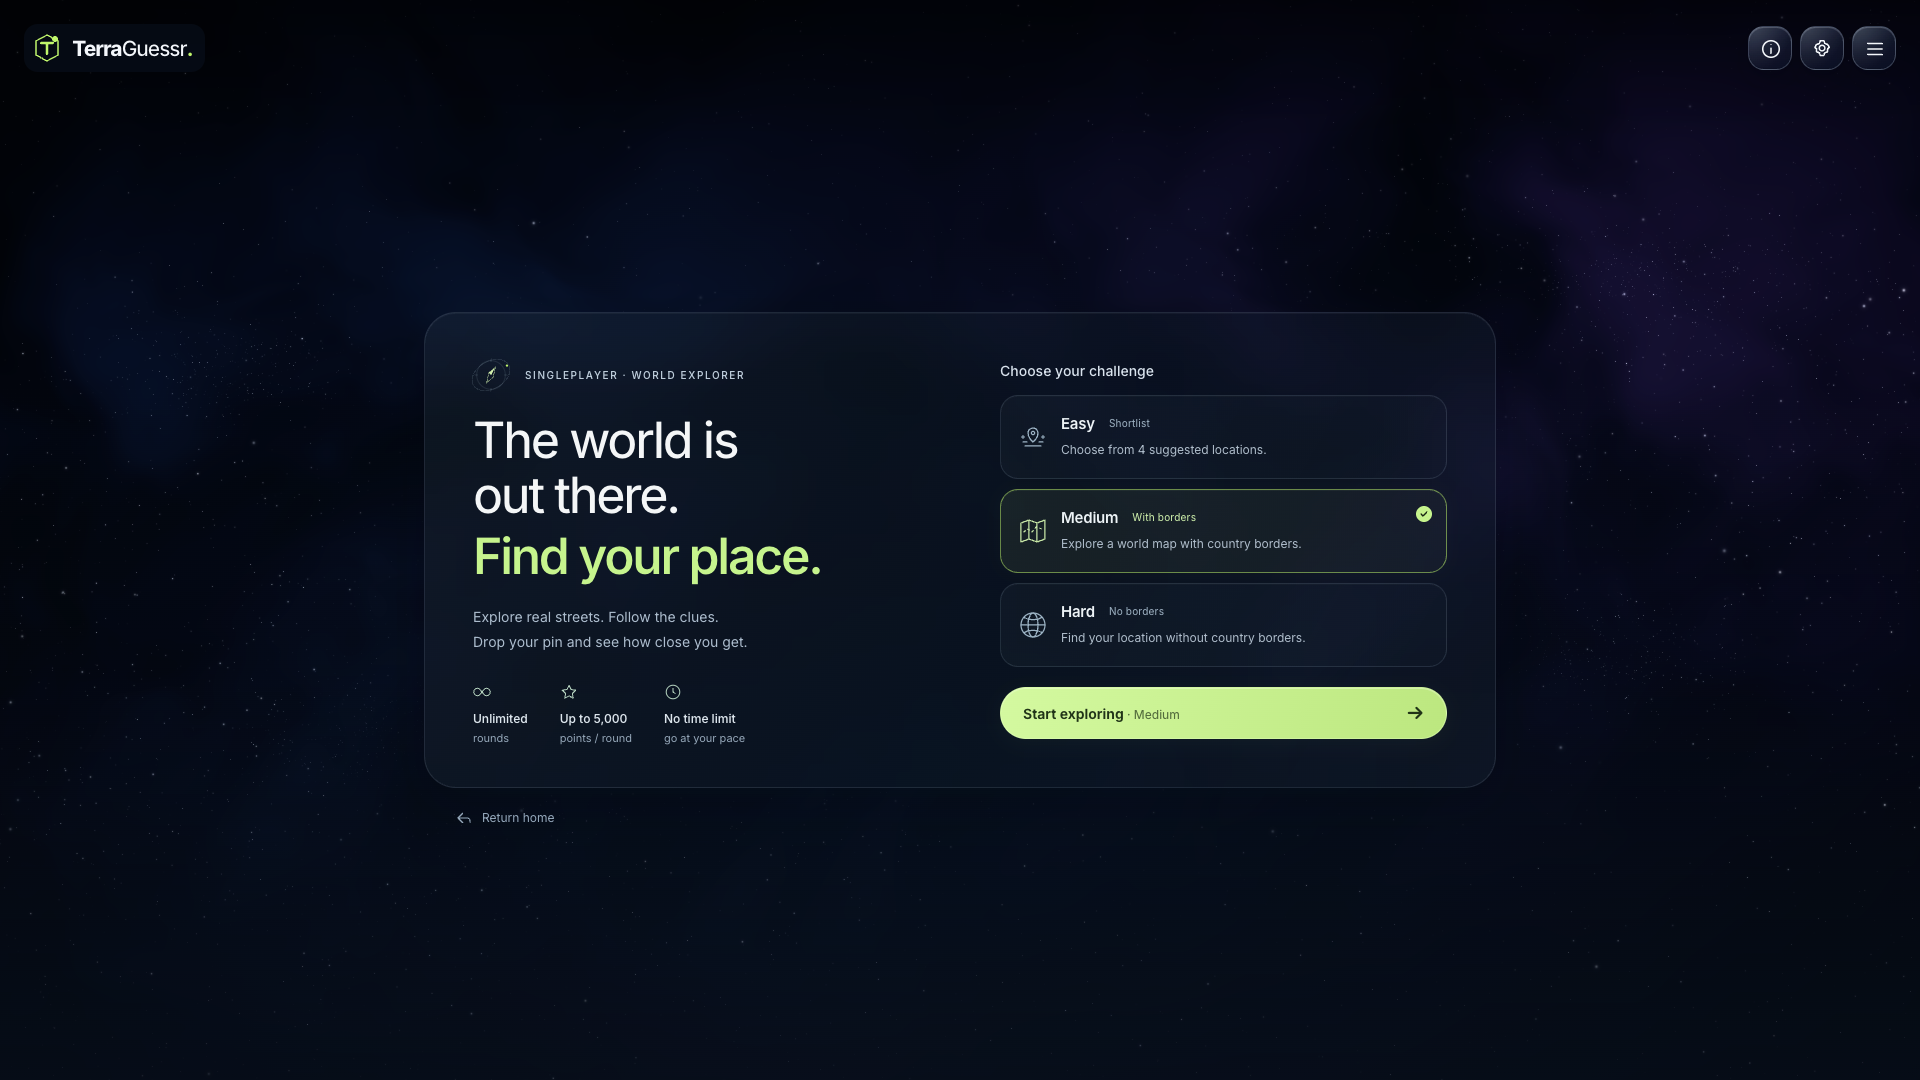 TerraGuessr.
SINGLEPLAYER · WORLD EXPLORER
The world is
out there.
Find your place.
Explore real streets. Follow the clues.
Drop your pin and see how close you get.
Unlimited
rounds
Up to 5,000
points / round
No time limit
go at your pace
Choose your challenge
Easy Shortlist
Choose from 4 suggested locations.
Medium With borders
Explore a world map with country borders.
Hard No borders
Find your location without country borders.
Start exploring · Medium
Return home